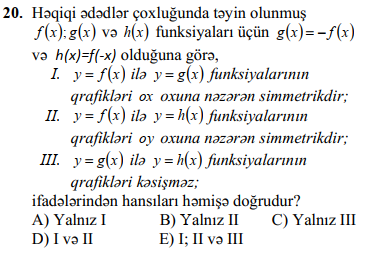 20. Həqiqi ədədlər çoxluğunda təyin olunmuş
f(x); g(x) və h(x) funksiyaları üçün g(x)=−f(x)
və h(x)=f(-x) olduğuna görə,
I. y=f(x) ilə y=g(x) funksiyalarının
qrafikləri ox oxuna nəzərən simmetrikdir;
II. y=f(x) ilə y=h(x) funksiyalarının
qrafikləri oy oxuna nəzərən simmetrikdir;
III. y=g(x) ilə y=h(x) funksiyalarının
qrafikləri kəsişməz;
ifadələrindən hansıları həmişə doğrudur?
A) Yalnız I B) Yalnız II C) Yalnız III
D) I və II E) I; II və III